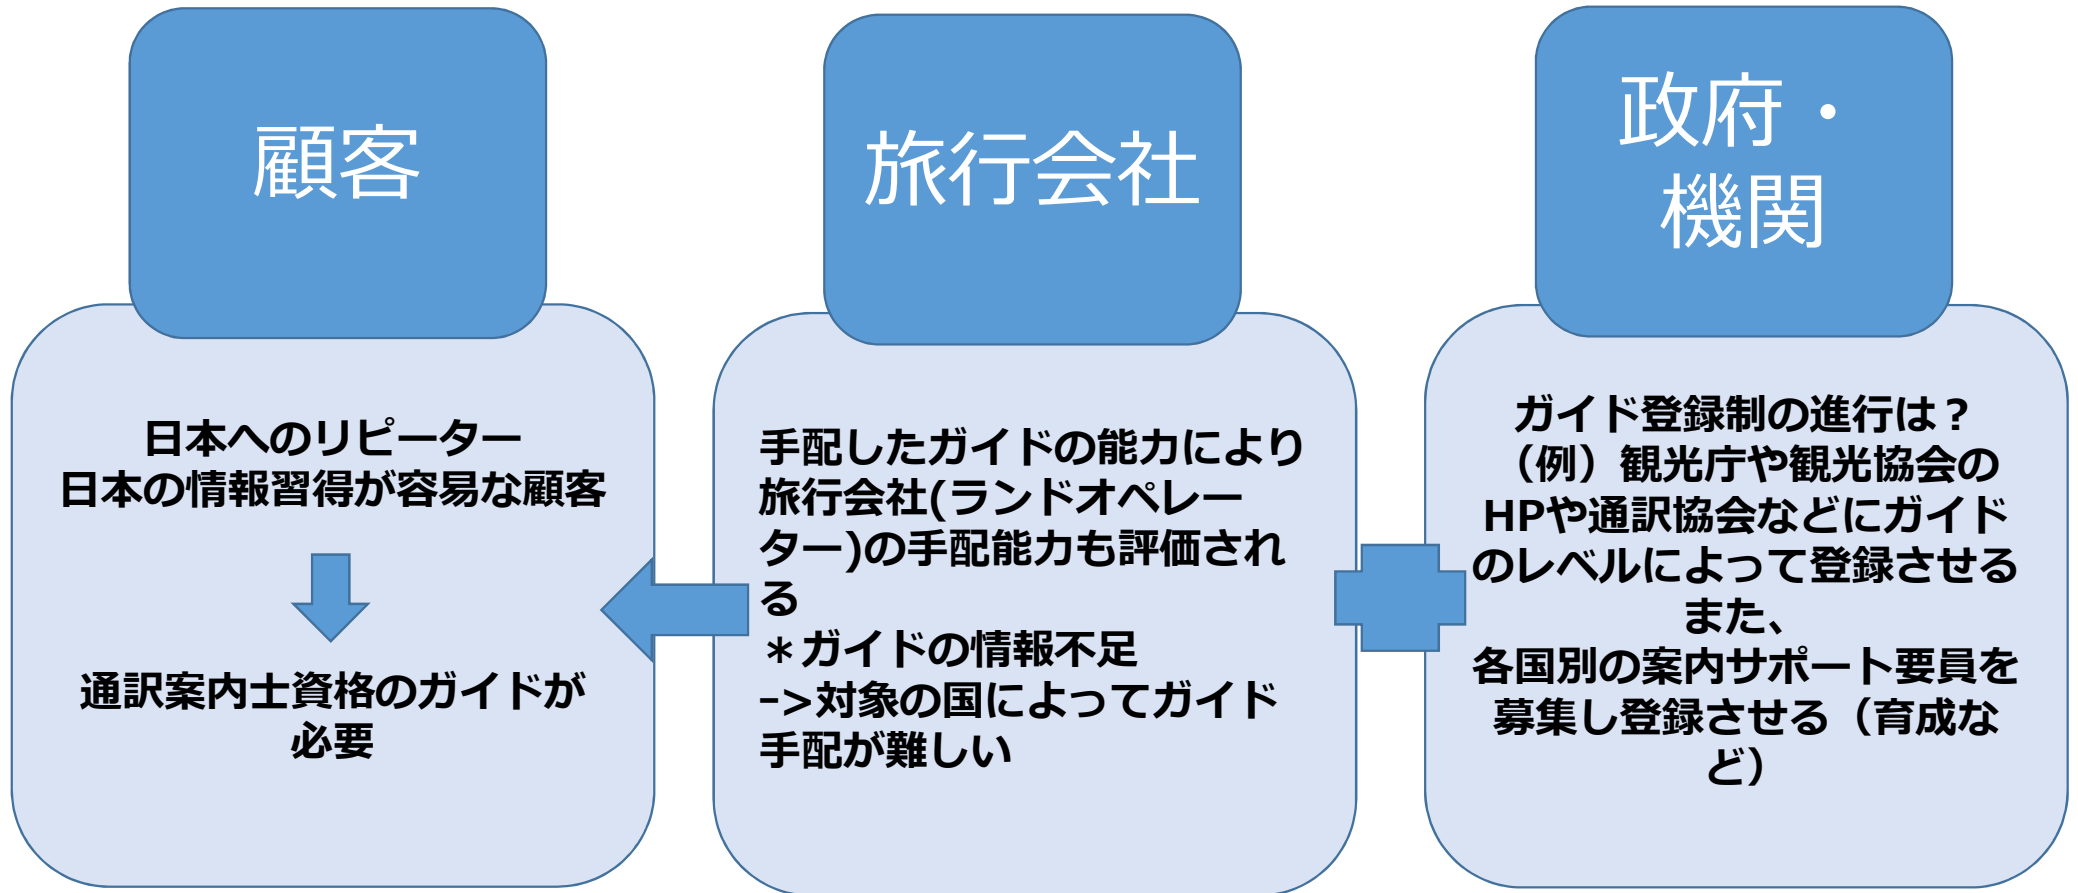 顧客
日本へのリピーター
日本の情報習得が容易な顧客
通訳案内士資格のガイドが
必要
旅行会社
手配したガイドの能力により
旅行会社(ランドオペレー
ター)の手配能力も評価され
る
＊ガイドの情報不足
->対象の国によってガイド
手配が難しい
政府・
機関
ガイド登録制の進行は？
（例）観光庁や観光協会の
HPや通訳協会などにガイド
のレベルによって登録させる
また、
各国別の案内サポート要員を
募集し登録させる（育成な
ど）